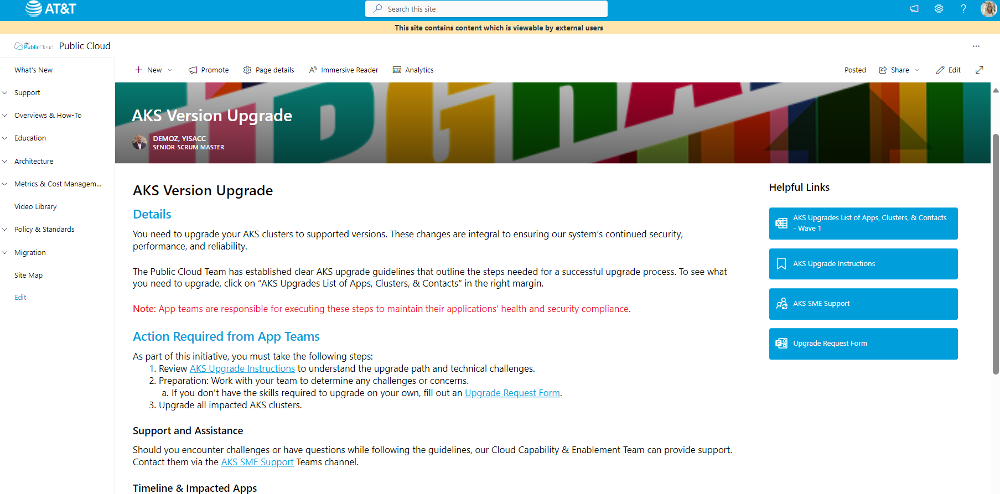 AT&T
Search this site
?
This site contains content which is viewable by external users
AT&T
PublicCloud
Public Cloud
...
What's New
Support
Overviews & How-To
Education
Architecture
Metrics & Cost Managem...
Video Library
Policy & Standards
Migration
Site Map
Edit
New
Promote
Page details
Immersive Reader
Analytics
Posted
Share
Edit
UPGRA
AKS Version Upgrade
DEMOZ, YISACC
SENIOR-SCRUM MASTER
AKS Version Upgrade
Details
You need to upgrade your AKS clusters to supported versions. These changes are integral to ensuring our system's continued security,
performance, and reliability.
The Public Cloud Team has established clear AKS upgrade guidelines that outline the steps needed for a successful upgrade process. To see what
you need to upgrade, click on “AKS Upgrades List of Apps, Clusters, & Contacts” in the right margin.
Note: App teams are responsible for executing these steps to maintain their applications' health and security compliance.
Action Required from App Teams
As part of this initiative, you must take the following steps:
1. Review AKS Upgrade Instructions to understand the upgrade path and technical challenges.
2. Preparation: Work with your team to determine any challenges or concerns.
a. If you don't have the skills required to upgrade on your own, fill out an Upgrade Request Form.
3. Upgrade all impacted AKS clusters.
Support and Assistance
Should you encounter challenges or have questions while following the guidelines, our Cloud Capability & Enablement Team can provide support.
Contact them via the AKS SME Support Teams channel.
Timeline & Impacted Apps
Helpful Links
AKS Upgrades List of Apps, Clusters, & Contacts
- Wave 1
AKS Upgrade Instructions
AKS SME Support
Upgrade Request Form